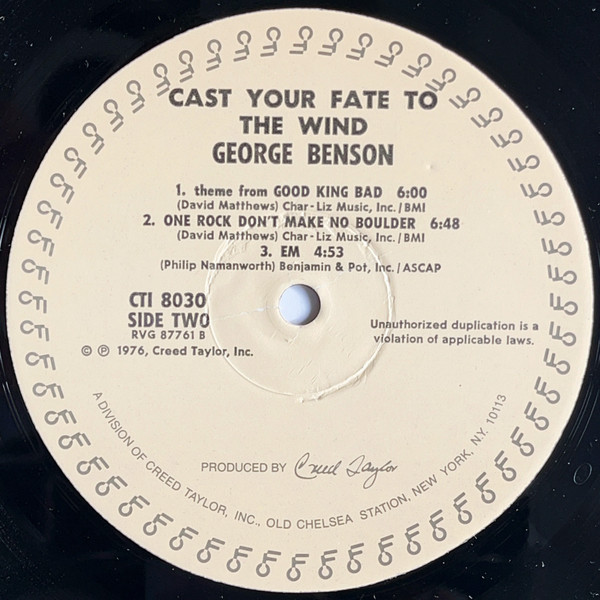 CAST YOUR FATE TO
THE WIND
GEORGE BENSON
1. theme from GOOD KING BAD 6:00
(David Matthews) Char-Liz Music, Inc./BMI
2. ONE ROCK DON'T MAKE NO BOULDER 6:48
(David Matthews) Char-Liz Music, Inc./BMI
3. EM 4:53
(Philip Namanworth) Benjamin & Pot, Inc./ASCAP
CTI 8030
SIDE TWO
RVG 87761 B
© ℗ 1976, Creed Taylor, Inc.
Unauthorized duplication is a
violation of applicable laws.
PRODUCED BY Creed Taylor
A DIVISION OF CREED TAYLOR, INC., OLD CHELSEA STATION, NEW YORK, N.Y. 10113